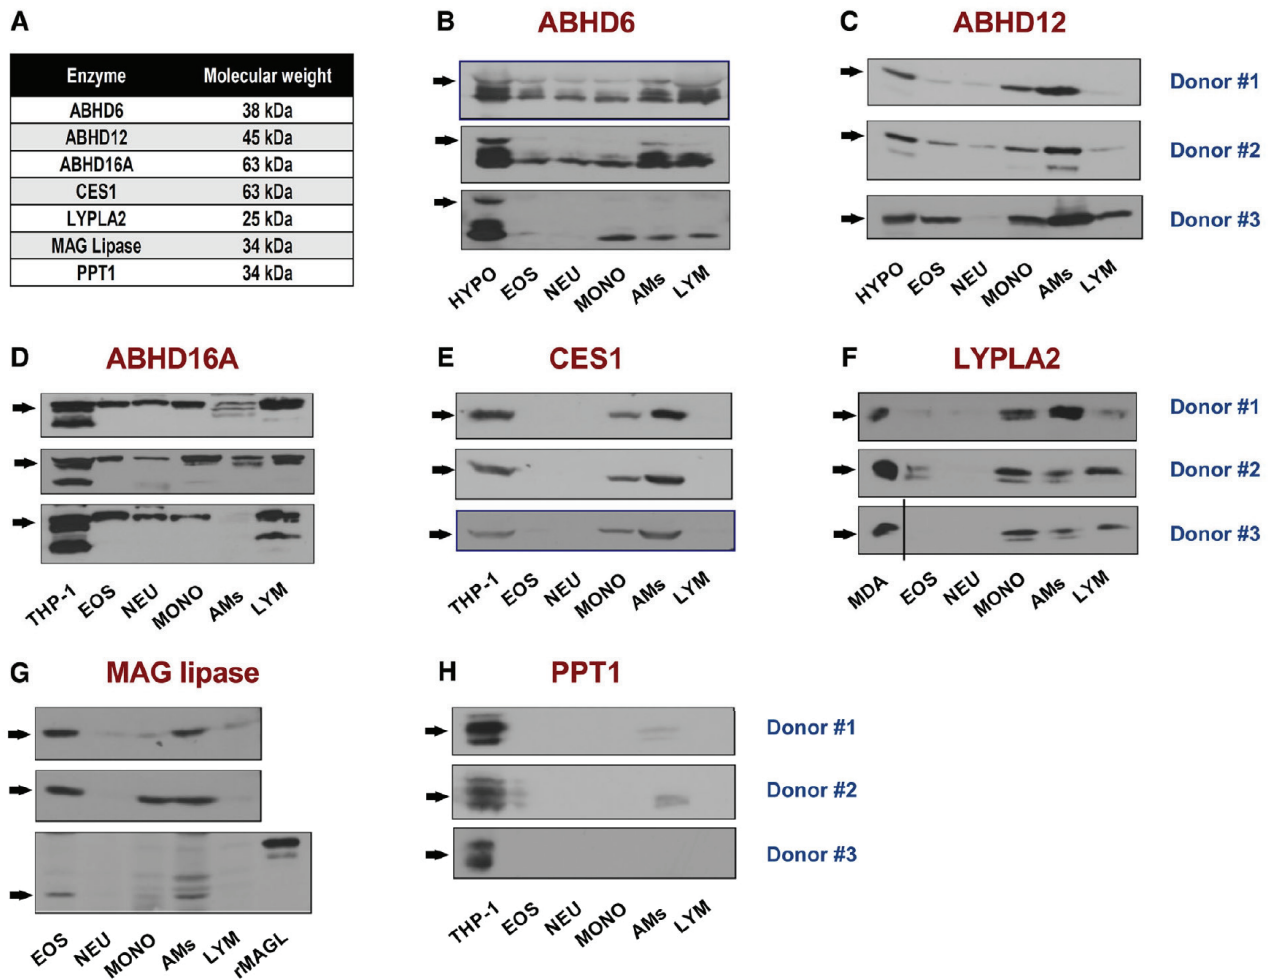 A
Enzyme Molecular weight
ABHD6 38 kDa
ABHD12 45 kDa
ABHD16A 63 kDa
CES1 63 kDa
LYPLA2 25 kDa
MAG Lipase 34 kDa
PPT1 34 kDa
B ABHD6
HYPO EOS NEU MONO AMs LYM
C ABHD12
Donor #1
Donor #2
Donor #3
HYPO EOS NEU MONO AMs LYM
D ABHD16A
THP-1 EOS NEU MONO AMs LYM
E CES1
THP-1 EOS NEU MONO AMs LYM
F LYPLA2
Donor #1
Donor #2
Donor #3
MDA EOS NEU MONO AMs LYM
G MAG lipase
EOS NEU MONO AMs LYM rMAGL
H PPT1
Donor #1
Donor #2
Donor #3
THP-1 EOS NEU MONO AMs LYM